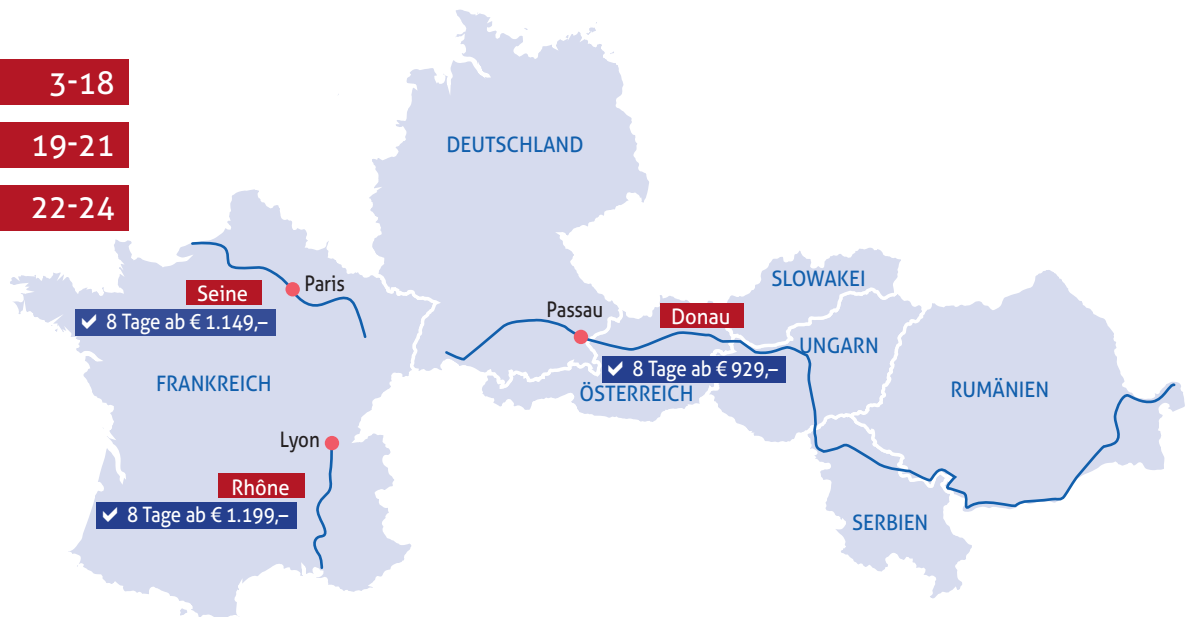 3-18
19-21
22-24
DEUTSCHLAND
SLOWAKEI
Paris
Seine
Passau
Donau
✔ 8 Tage ab € 1.149,–
UNGARN
✔ 8 Tage ab € 929,–
FRANKREICH
ÖSTERREICH
RUMÄNIEN
Lyon
Rhône
✔ 8 Tage ab € 1.199,–
SERBIEN